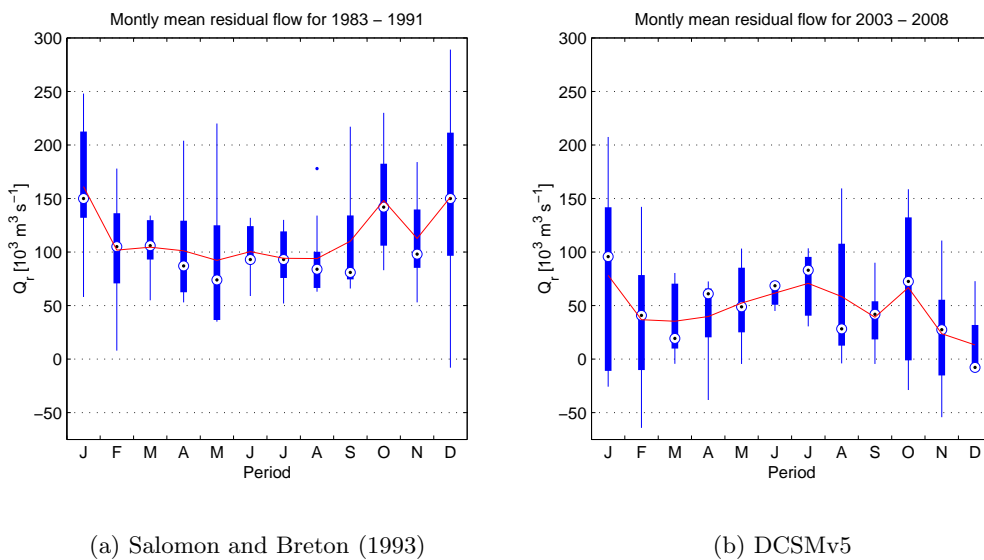 Montly mean residual flow for 1983 − 1991
300
250
200
150
100
50
0
−50
Q_r [10^3 m^3 s^−1]
J F M A M J J A S O N D
Period
(a) Salomon and Breton (1993)
Montly mean residual flow for 2003 − 2008
300
250
200
150
100
50
0
−50
Q_r [10^3 m^3 s^−1]
J F M A M J J A S O N D
Period
(b) DCSMv5